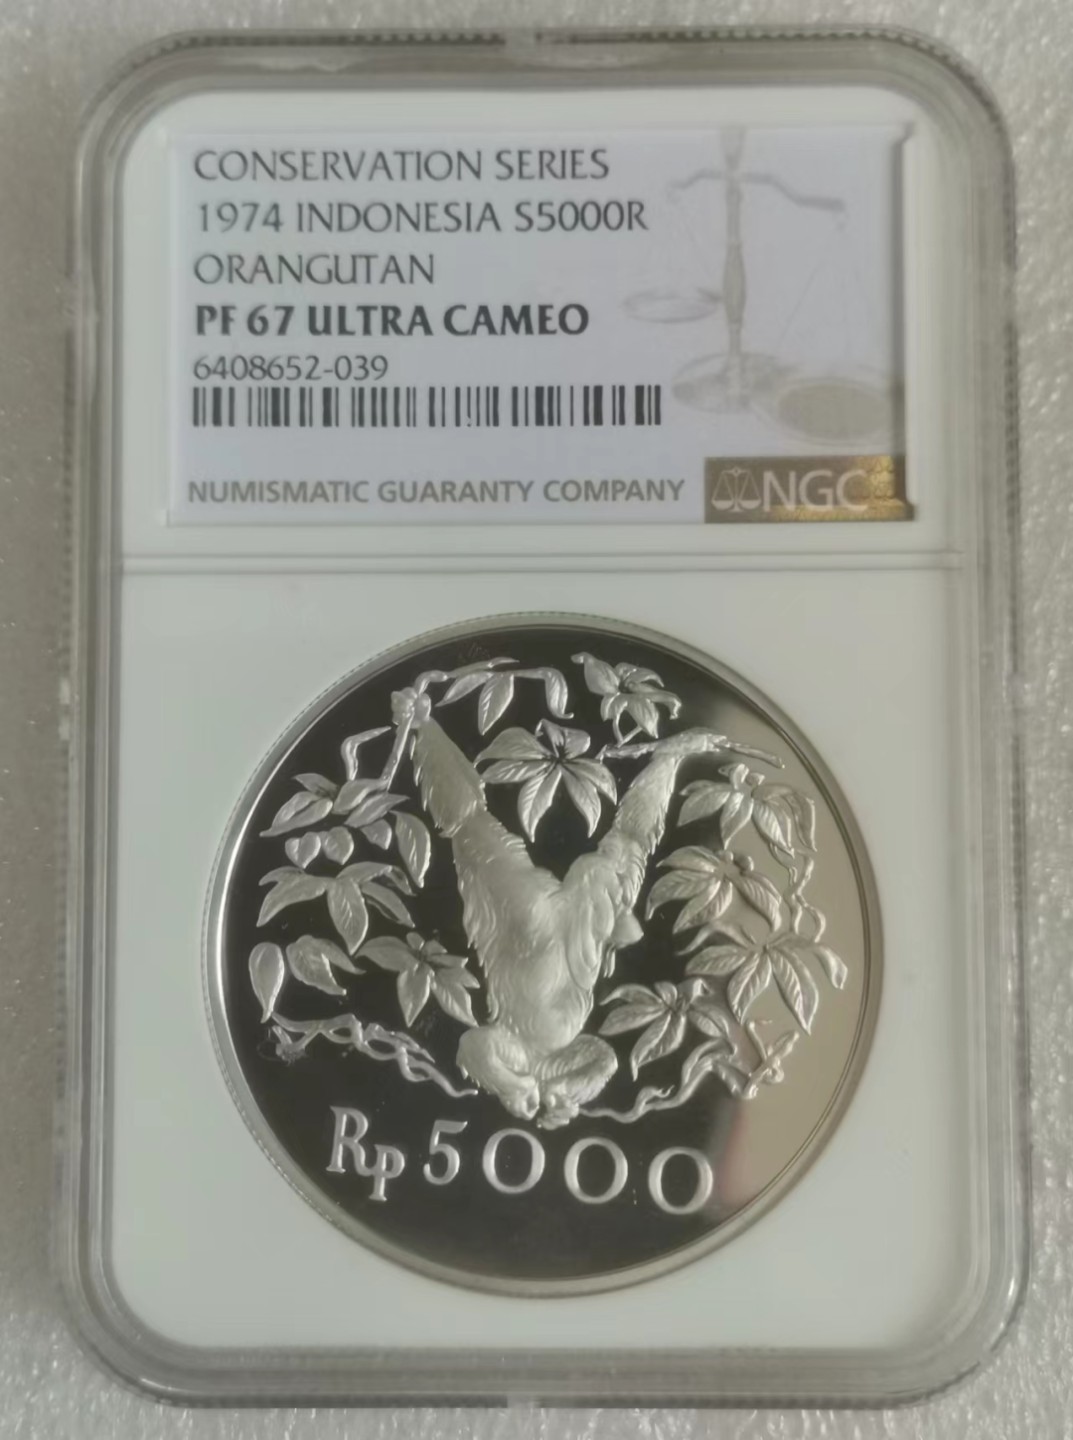 CONSERVATION SERIES
1974 INDONESIA S5000R
ORANGUTAN
PF 67 ULTRA CAMEO
6408652-039
NUMISMATIC GUARANTY COMPANY
NGC
Rp 5000